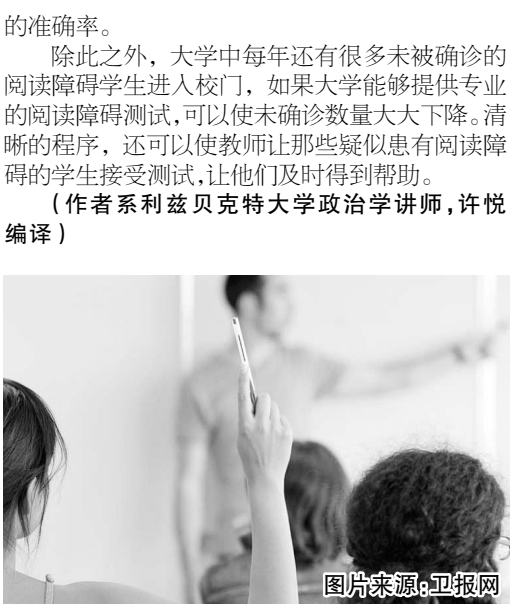 的准确率。
除此之外，大学中每年还有很多未被确诊的
阅读障碍学生进入校门，如果大学能够提供专业
的阅读障碍测试,可以使未确诊数量大大下降。清
晰的程序，还可以使教师让那些疑似患有阅读障
碍的学生接受测试,让他们及时得到帮助。
(作者系利兹贝克特大学政治学讲师,许悦
编译)
图片来源:卫报网